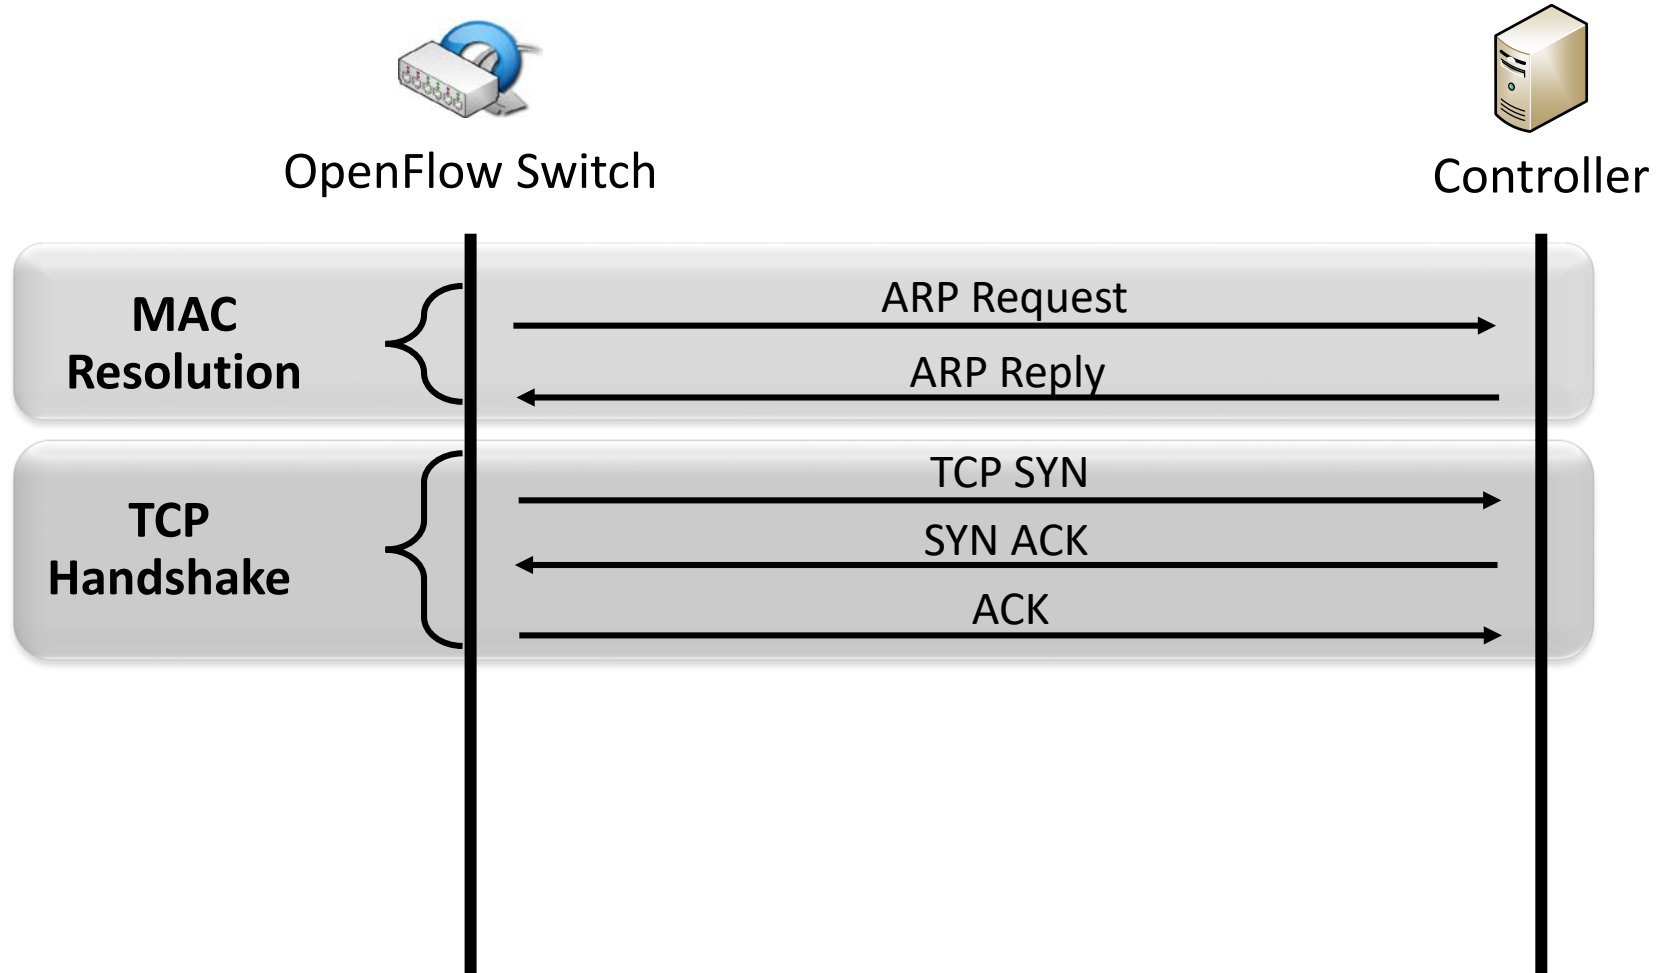 OpenFlow Switch
Controller
MAC
Resolution
ARP Request
ARP Reply
TCP
Handshake
TCP SYN
SYN ACK
ACK